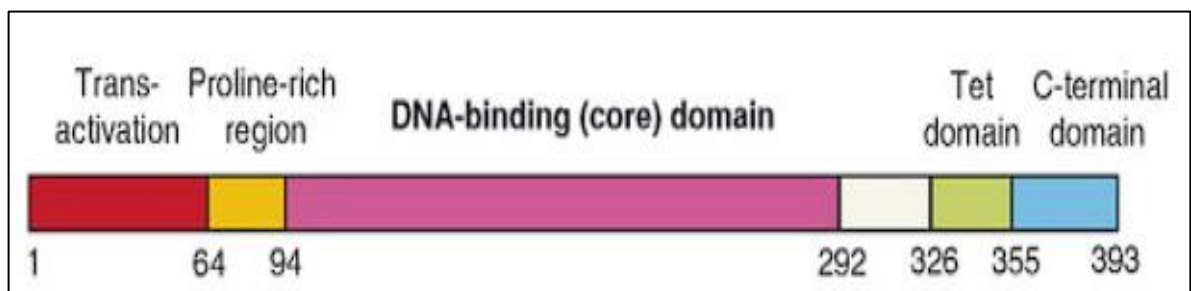 Trans-
activation
Proline-rich
region
DNA-binding (core) domain
Tet
domain
C-terminal
domain
1 64 94 292 326 355 393